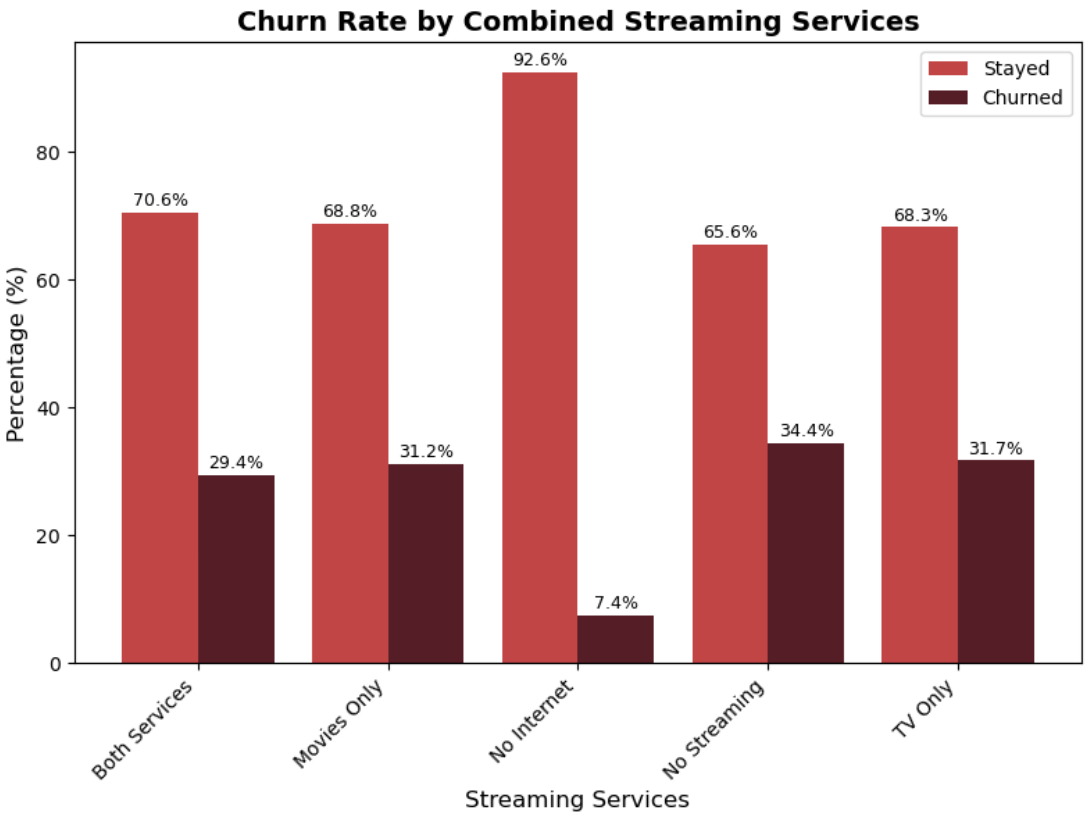 Churn Rate by Combined Streaming Services
Stayed
Churned
Percentage (%)
80
60
40
20
0
70.6%
29.4%
68.8%
31.2%
92.6%
7.4%
65.6%
34.4%
68.3%
31.7%
Both Services
Movies Only
No Internet
No Streaming
TV Only
Streaming Services